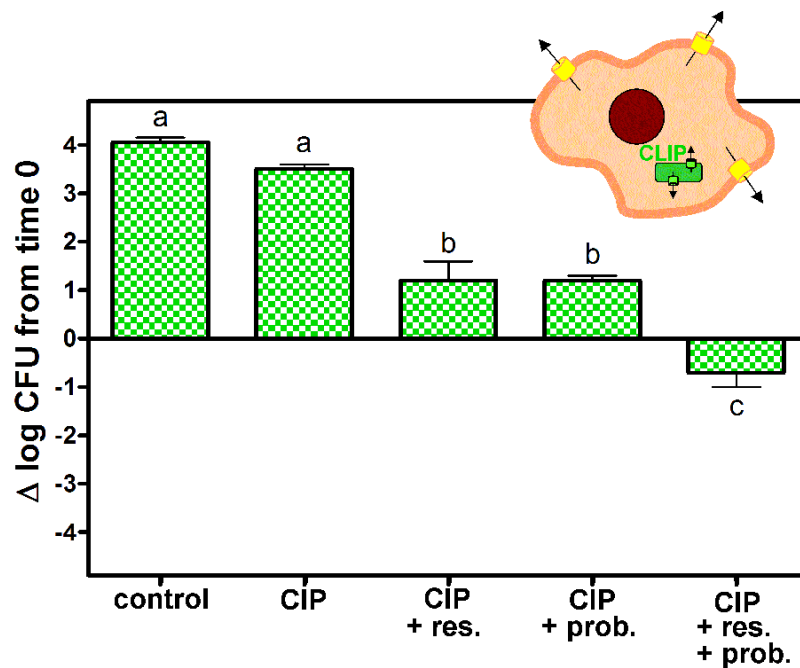 CLIP
Δ log CFU from time 0
4
3
2
1
0
-1
-2
-3
-4
a
a
b
b
c
control
CIP
CIP
+ res.
CIP
+ prob.
CIP
+ res.
+ prob.